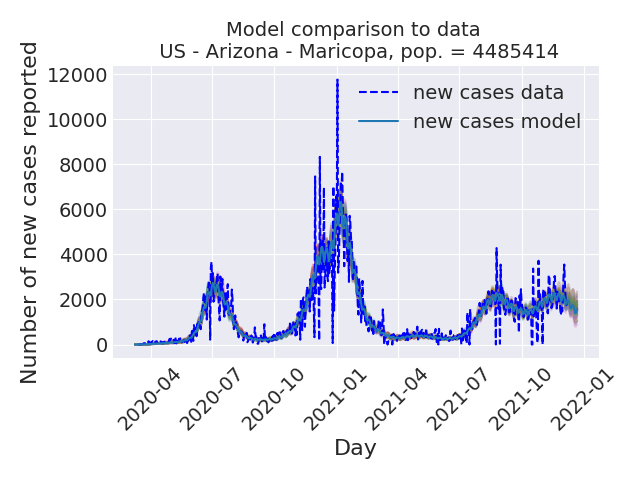 Model comparison to data
US - Arizona - Maricopa, pop. = 4485414
Number of new cases reported
12000
10000
8000
6000
4000
2000
0
new cases data
new cases model
2020-04
2020-07
2020-10
2021-01
2021-04
2021-07
2021-10
2022-01
Day